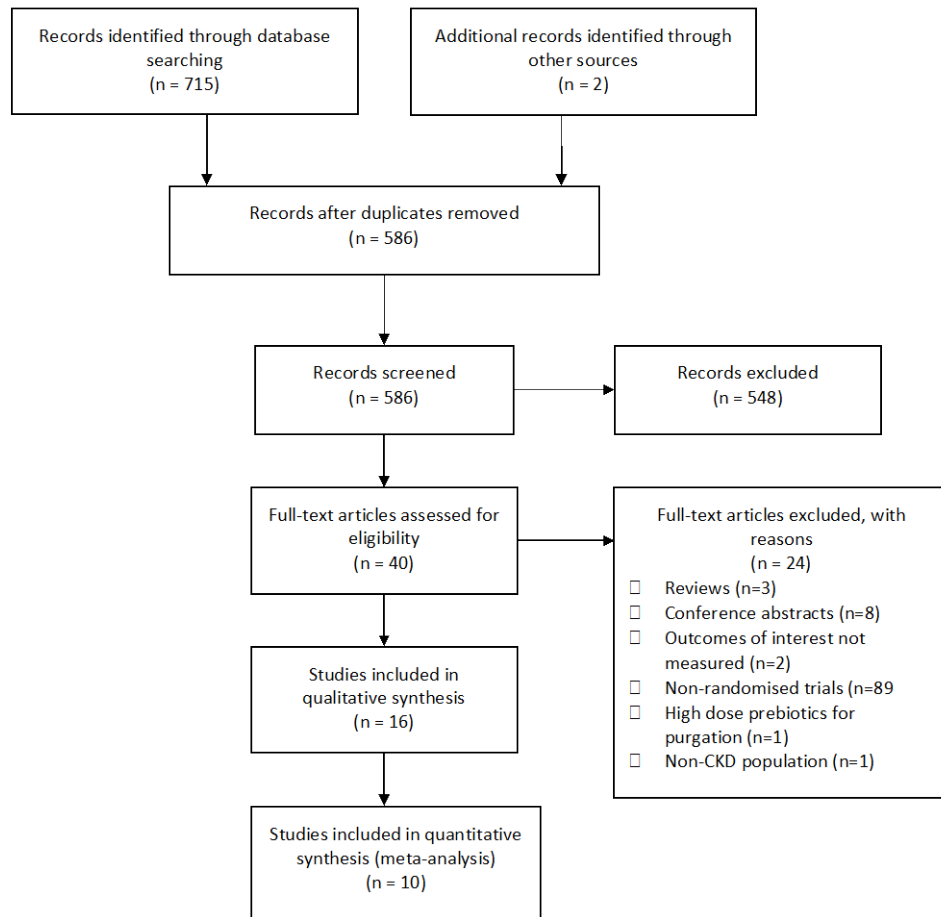 Records identified through database
searching
(n = 715)
Additional records identified through
other sources
(n = 2)
Records after duplicates removed
(n = 586)
Records screened
(n = 586)
Records excluded
(n = 548)
Full-text articles assessed for
eligibility
(n = 40)
Full-text articles excluded, with
reasons
(n = 24)
Reviews (n=3)
Conference abstracts (n=8)
Outcomes of interest not
measured (n=2)
Non-randomised trials (n=89
High dose prebiotics for
purgation (n=1)
Non-CKD population (n=1)
Studies included in
qualitative synthesis
(n = 16)
Studies included in quantitative
synthesis (meta-analysis)
(n = 10)